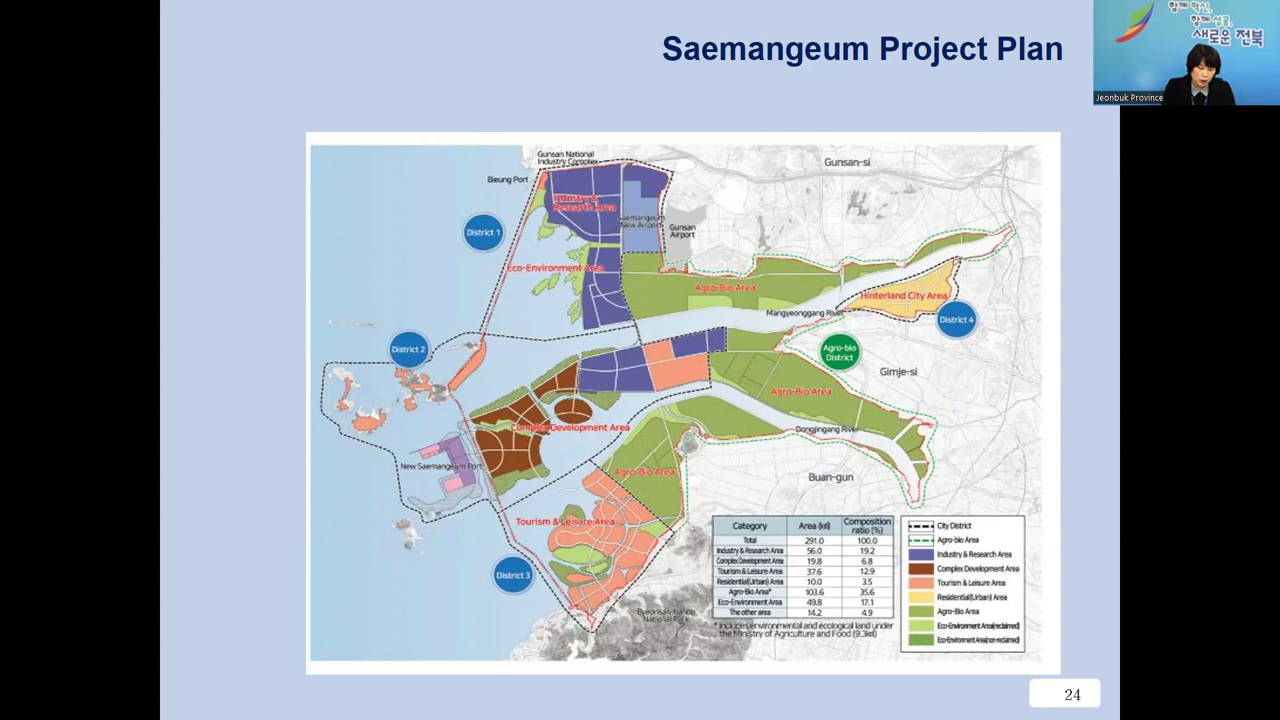 Saemangeum Project Plan
함께 혁신,
함께 성공,
새로운 전북
Jeonbuk Province
Gunsan National
Industry Complex
Gunsan-si
Bieung Port
Industry &
Research Area
Saemangeum
New Airport
Gunsan
Airport
District 1
Eco-Environment Area
Agro-Bio Area
Hinterland City Area
Mangyeonggang River
District 4
District 2
Agro-bio
District
Gimje-si
Agro-Bio Area
Complex Development Area
Dongjingang River
New Saemangeum Port
Agro-Bio Area
Buan-gun
Tourism & Leisure Area
District 3
Byeonsan-bando
National Park
Category Area (㎢) Composition ratio (%)
Total 291.0 100.0
Industry & Research Area 56.0 19.2
Complex Development Area 19.8 6.8
Tourism & Leisure Area 37.6 12.9
Residential(Urban) Area 10.0 3.5
Agro-Bio Area* 103.6 35.6
Eco-Environment Area 49.8 17.1
The other area 14.2 4.9
* Includes environmental and ecological land under
the Ministry of Agriculture and Food (9.3㎢)
City District
Agro-bio Area
Industry & Research Area
Complex Development Area
Tourism & Leisure Area
Residential(Urban) Area
Agro-Bio Area
Eco-Environment Area(reclaimed)
Eco-Environment Area(non-reclaimed)
24